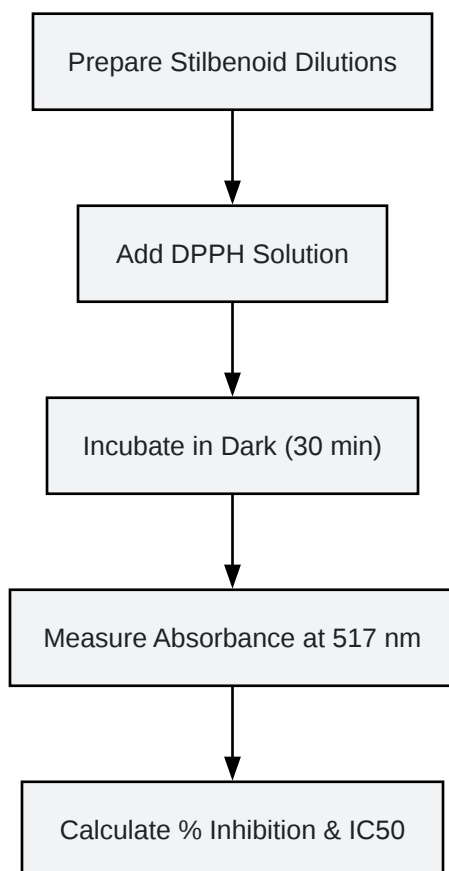 Prepare Stilbenoid Dilutions
Add DPPH Solution
Incubate in Dark (30 min)
Measure Absorbance at 517 nm
Calculate % Inhibition & IC50